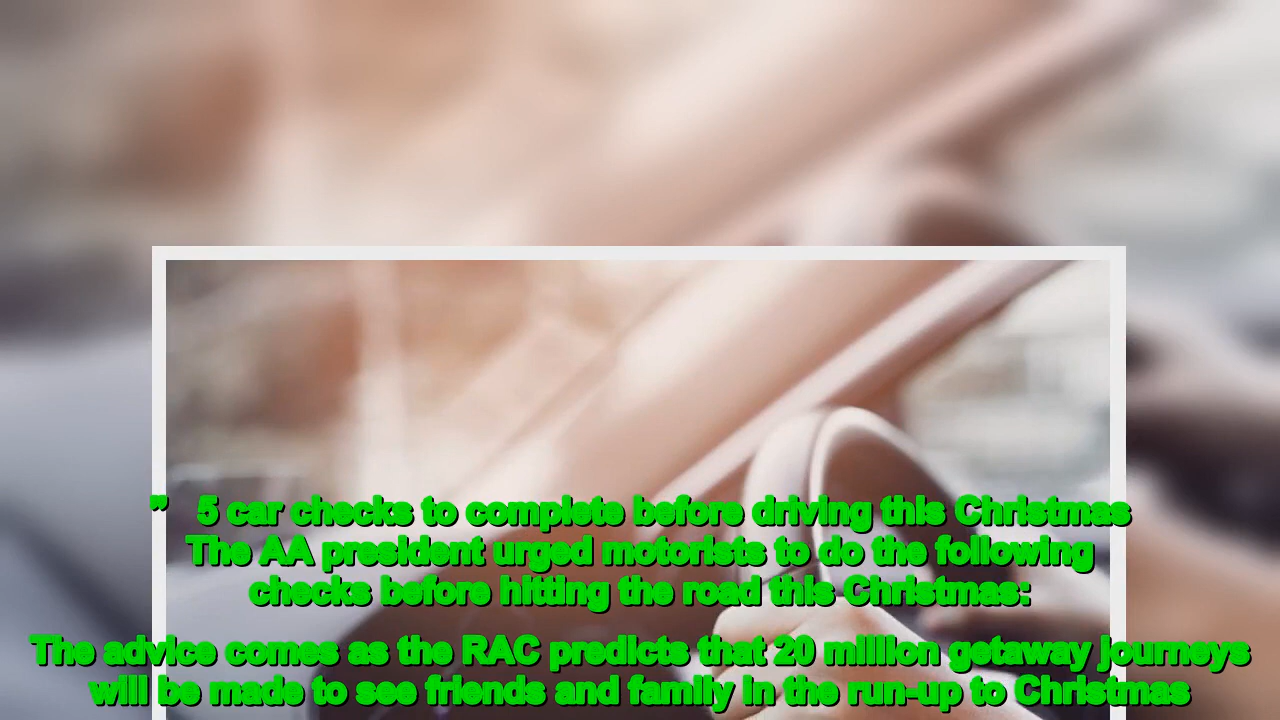 ” 5 car checks to complete before driving this Christmas
The AA president urged motorists to do the following
checks before hitting the road this Christmas:
The advice comes as the RAC predicts that 20 million getaway journeys
will be made to see friends and family in the run-up to Christmas